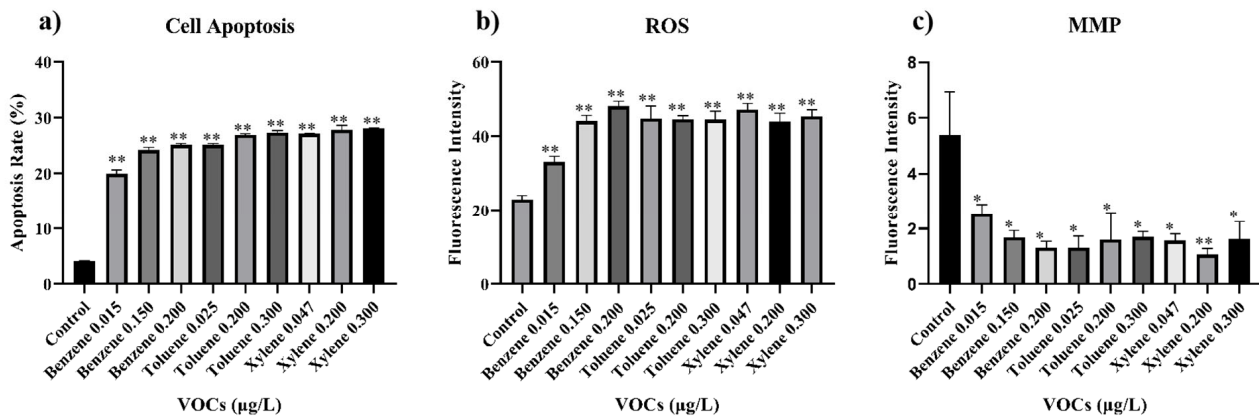 a)
Cell Apoptosis
Apoptosis Rate (%)
40
30
20
10
0
** ** ** ** ** ** ** ** **
Control
Benzene 0.015
Benzene 0.150
Benzene 0.200
Toluene 0.025
Toluene 0.200
Toluene 0.300
Xylene 0.047
Xylene 0.200
Xylene 0.300
VOCs (μg/L)
b)
ROS
Fluorescence Intensity
60
40
20
0
** ** ** ** ** ** ** ** **
Control
Benzene 0.015
Benzene 0.150
Benzene 0.200
Toluene 0.025
Toluene 0.200
Toluene 0.300
Xylene 0.047
Xylene 0.200
Xylene 0.300
VOCs (μg/L)
c)
MMP
Fluorescence Intensity
8
6
4
2
0
* * * * * * * ** *
Control
Benzene 0.015
Benzene 0.150
Benzene 0.200
Toluene 0.025
Toluene 0.200
Toluene 0.300
Xylene 0.047
Xylene 0.200
Xylene 0.300
VOCs (μg/L)